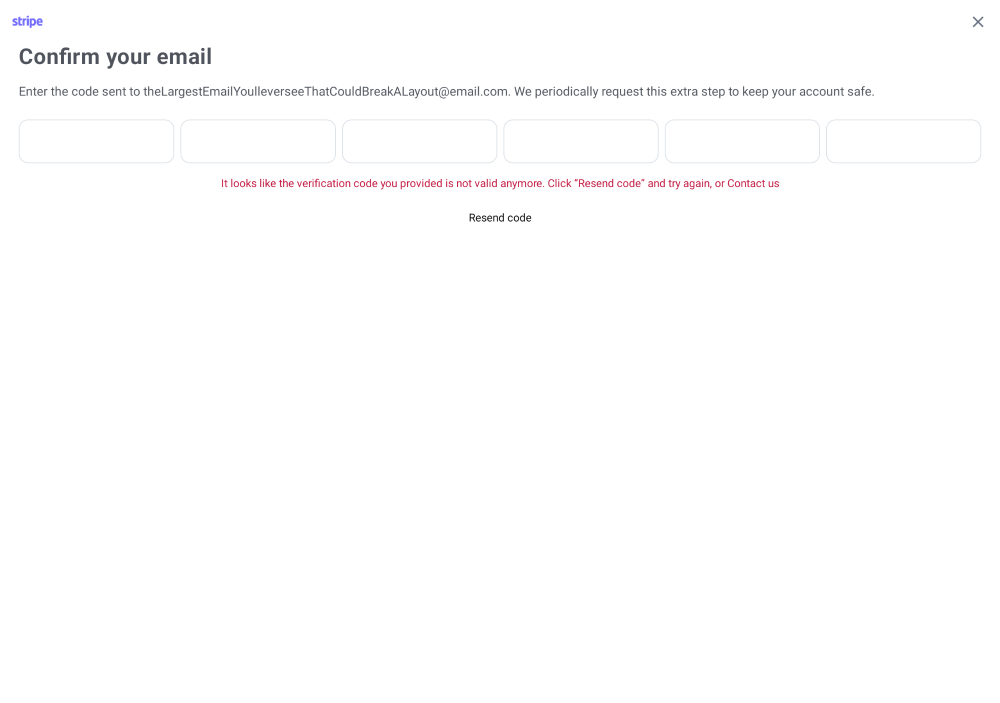 stripe
Confirm your email
Enter the code sent to theLargestEmailYoulleverseeThatCouldBreakALayout@email.com. We periodically request this extra step to keep your account safe.
It looks like the verification code you provided is not valid anymore. Click “Resend code” and try again, or Contact us
Resend code